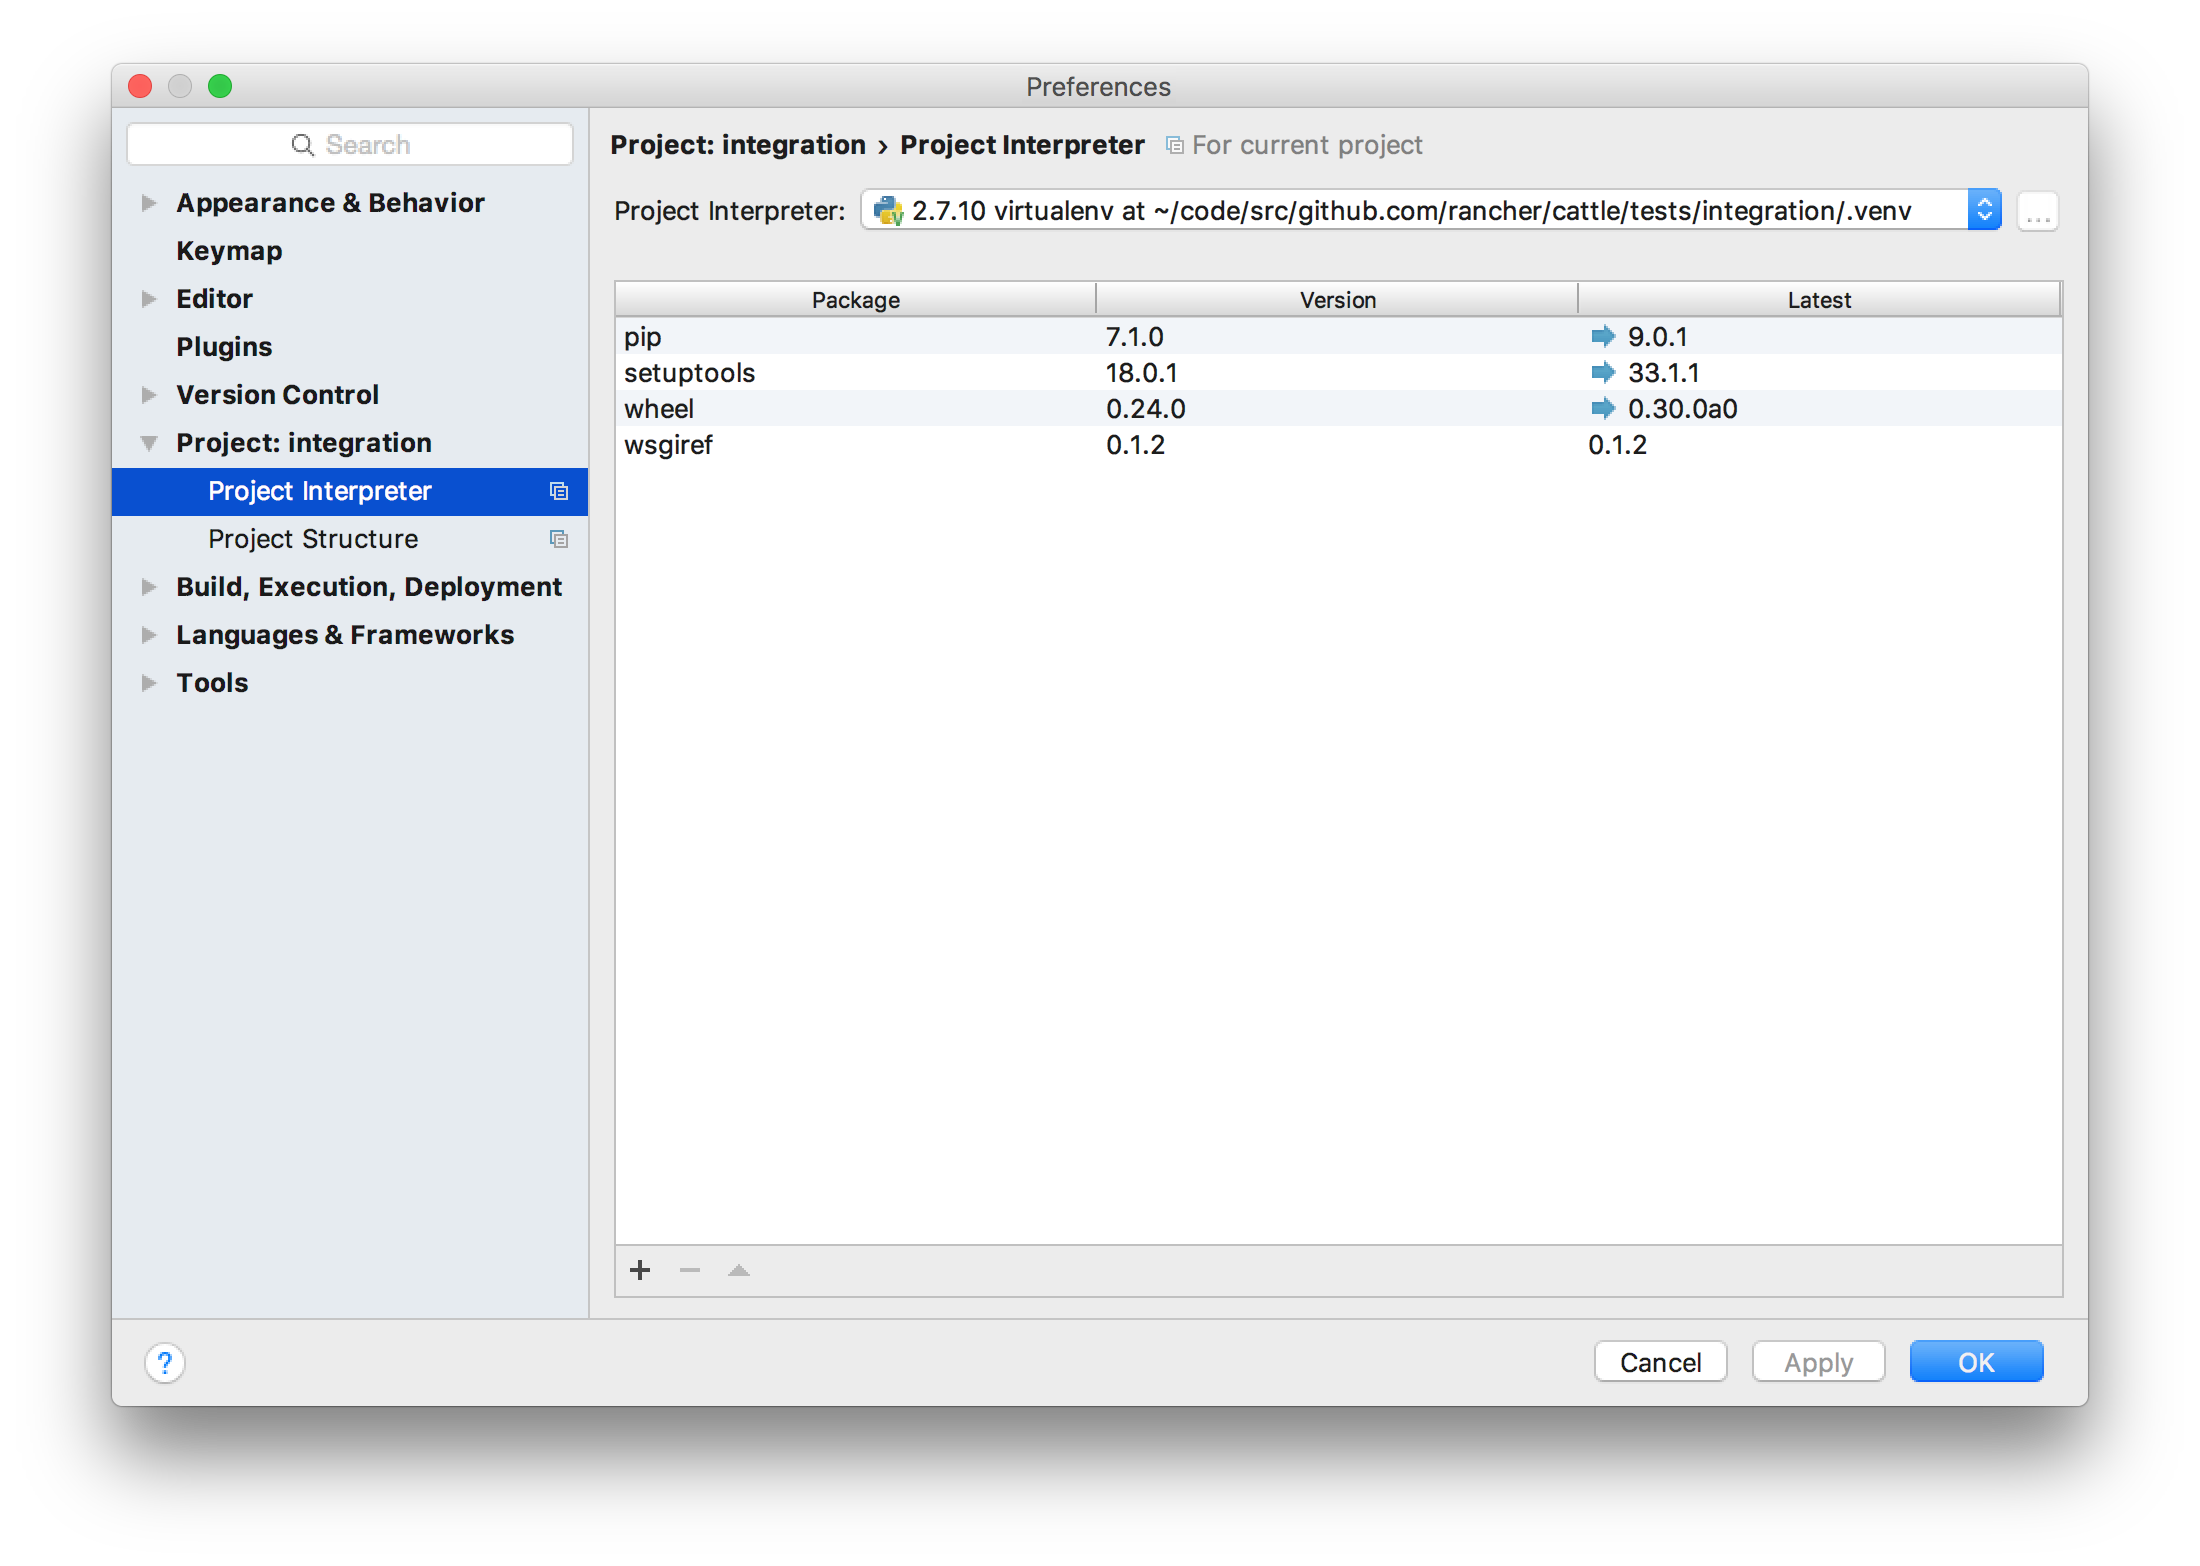 Preferences
Search
Appearance & Behavior
Keymap
Editor
Plugins
Version Control
Project: integration
Project Interpreter
Project Structure
Build, Execution, Deployment
Languages & Frameworks
Tools
Project: integration › Project Interpreter For current project
Project Interpreter: 2.7.10 virtualenv at ~/code/src/github.com/rancher/cattle/tests/integration/.venv ...
Package Version Latest
pip 7.1.0 9.0.1
setuptools 18.0.1 33.1.1
wheel 0.24.0 0.30.0a0
wsgiref 0.1.2 0.1.2
? Cancel Apply OK